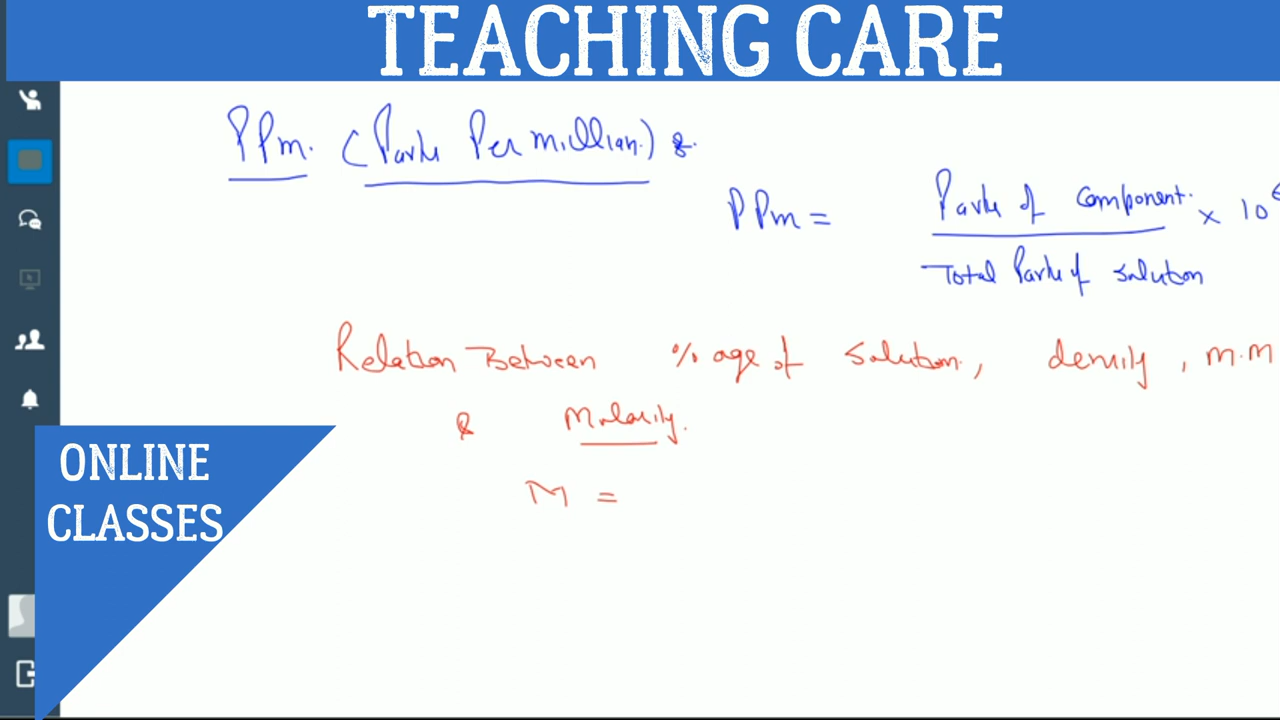 TEACHING CARE
PPm. (Parts Per million)
PPm = Parts of Component. × 10
Total Parts of Solution
Relation Between % age of Solution, density, m.M
& Molarity.
M =
ONLINE
CLASSES